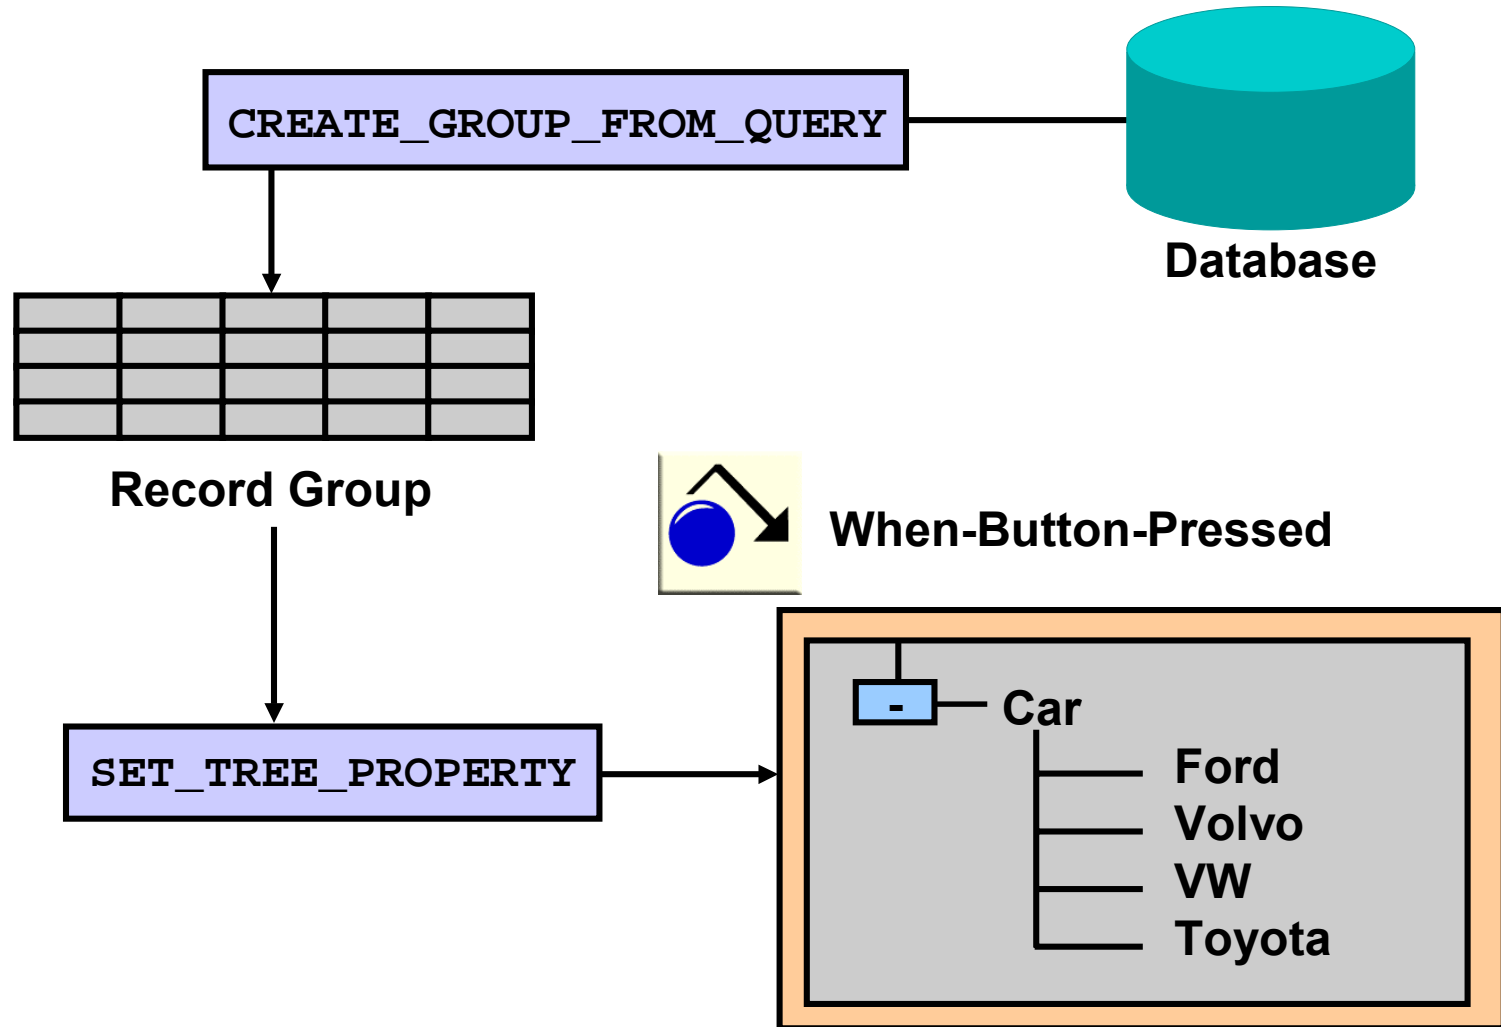 CREATE_GROUP_FROM_QUERY
Database
Record Group
When-Button-Pressed
SET_TREE_PROPERTY
- Car
Ford
Volvo
VW
Toyota